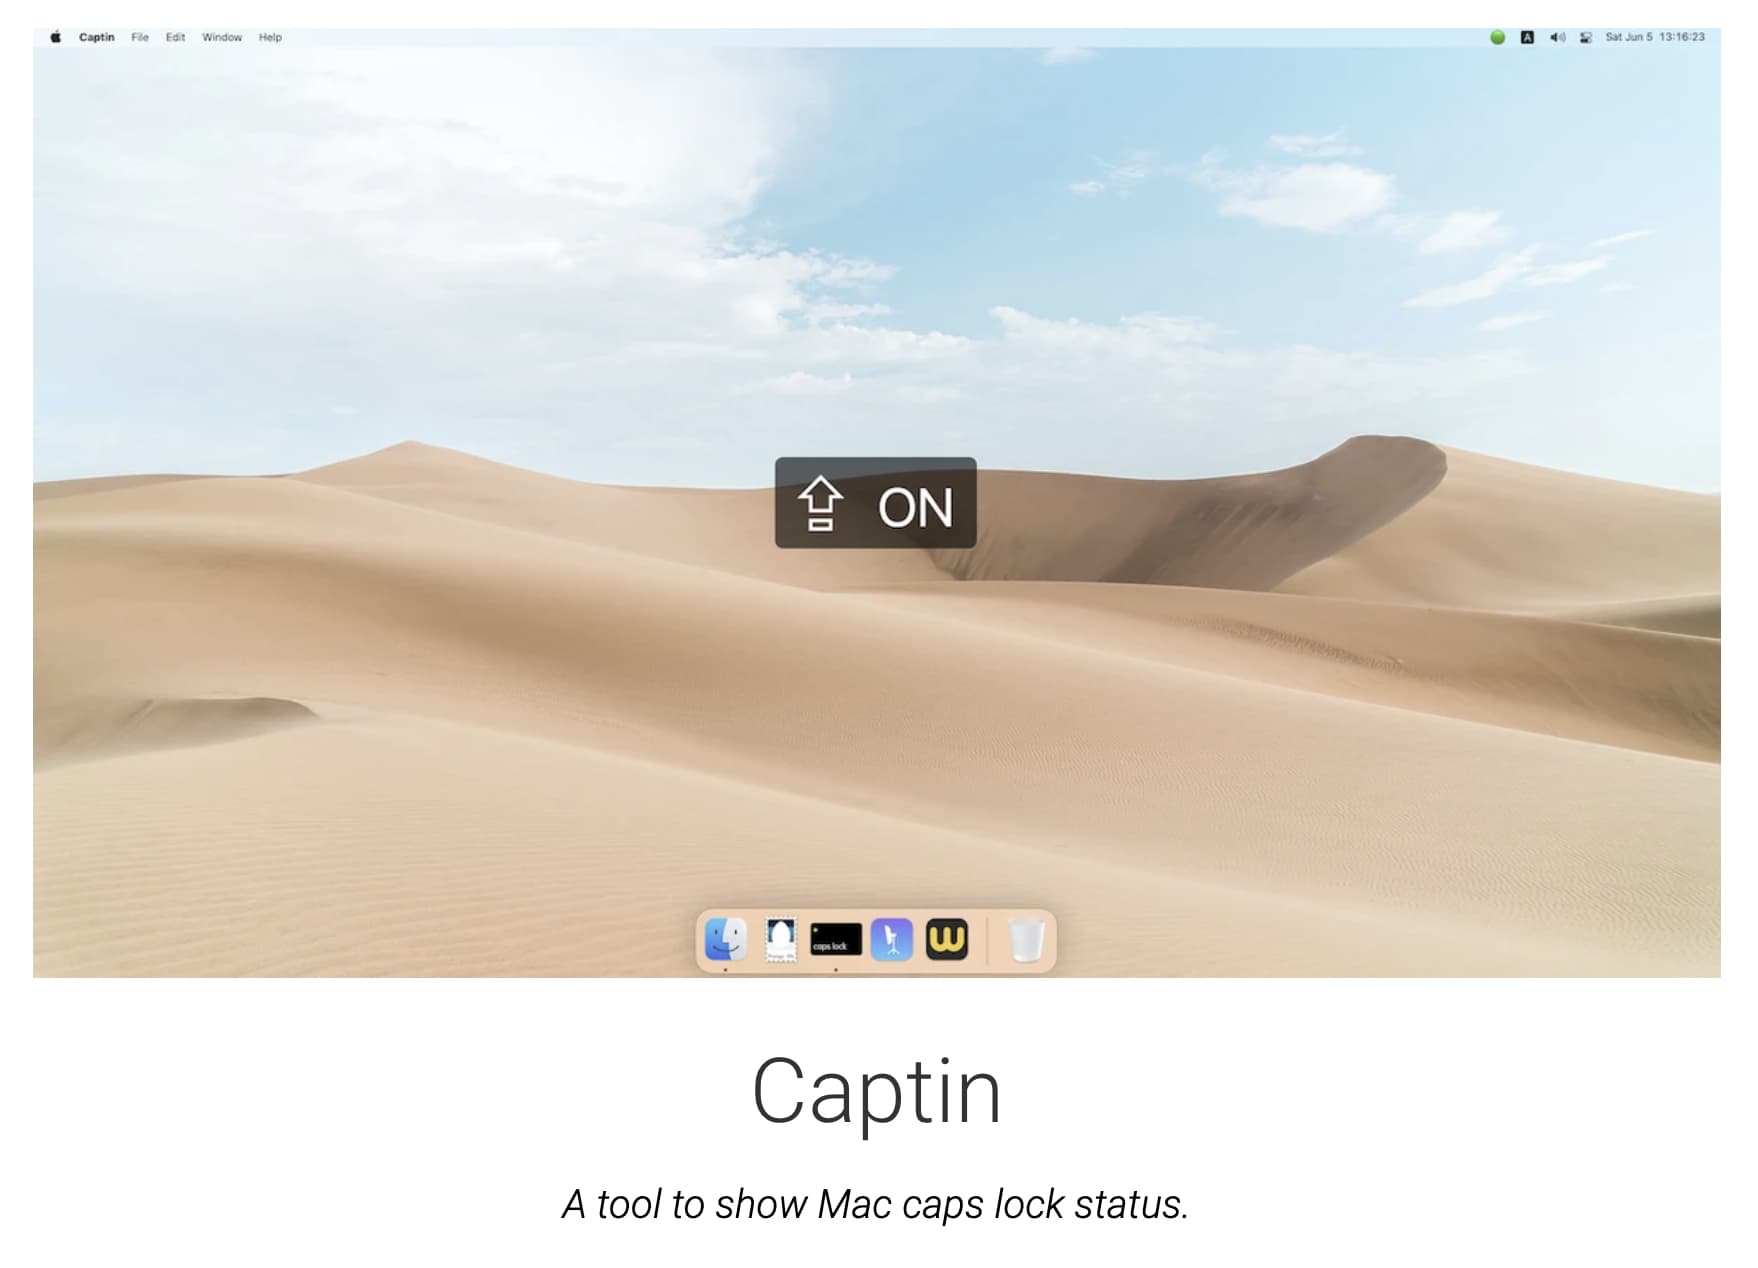 Captin File Edit Window Help
A Sat Jun 5 13:16:23
ON
caps lock
Captin
A tool to show Mac caps lock status.